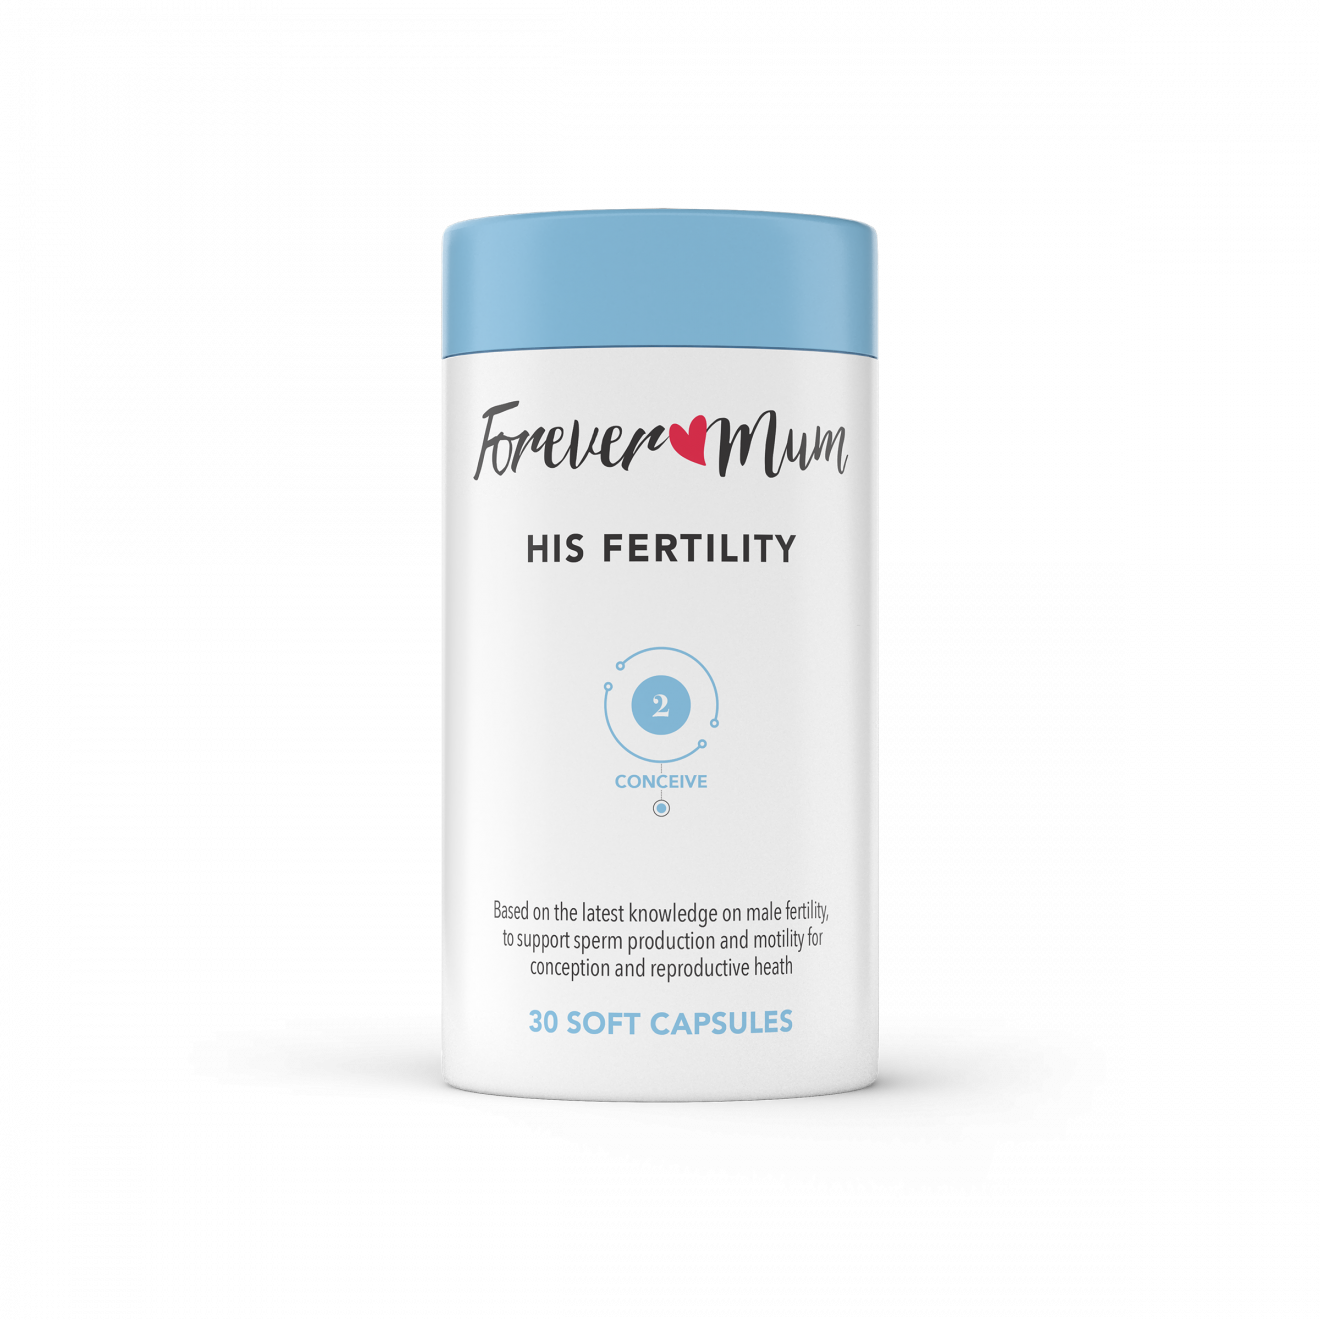 Forever Mum
HIS FERTILITY
2
CONCEIVE
Based on the latest knowledge on male fertility,
to support sperm production and motility for
conception and reproductive heath
30 SOFT CAPSULES